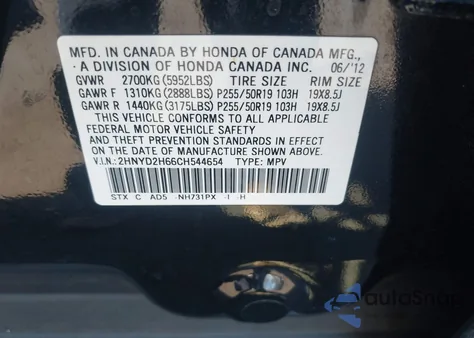 MFD. IN CANADA BY HONDA OF CANADA MFG.,
- A DIVISION OF HONDA CANADA INC. 06/'12
GVWR 2700KG(5952LBS) TIRE SIZE RIM SIZE
GAWR F 1310KG(2888LBS) P255/50R19 103H 19X8.5J
GAWR R 1440KG(3175LBS) P255/50R19 103H 19X8.5J
THIS VEHICLE CONFORMS TO ALL APPLICABLE
FEDERAL MOTOR VEHICLE SAFETY AND THEFT
PREVENTION STANDARDS IN EFFECT ON THE
DATE OF MANUFACTURE SHOWN ABOVE.
V.I.N.:2HNYD2H66CH544654 TYPE: MPV
STX C AD5 -NH731PX -I -H